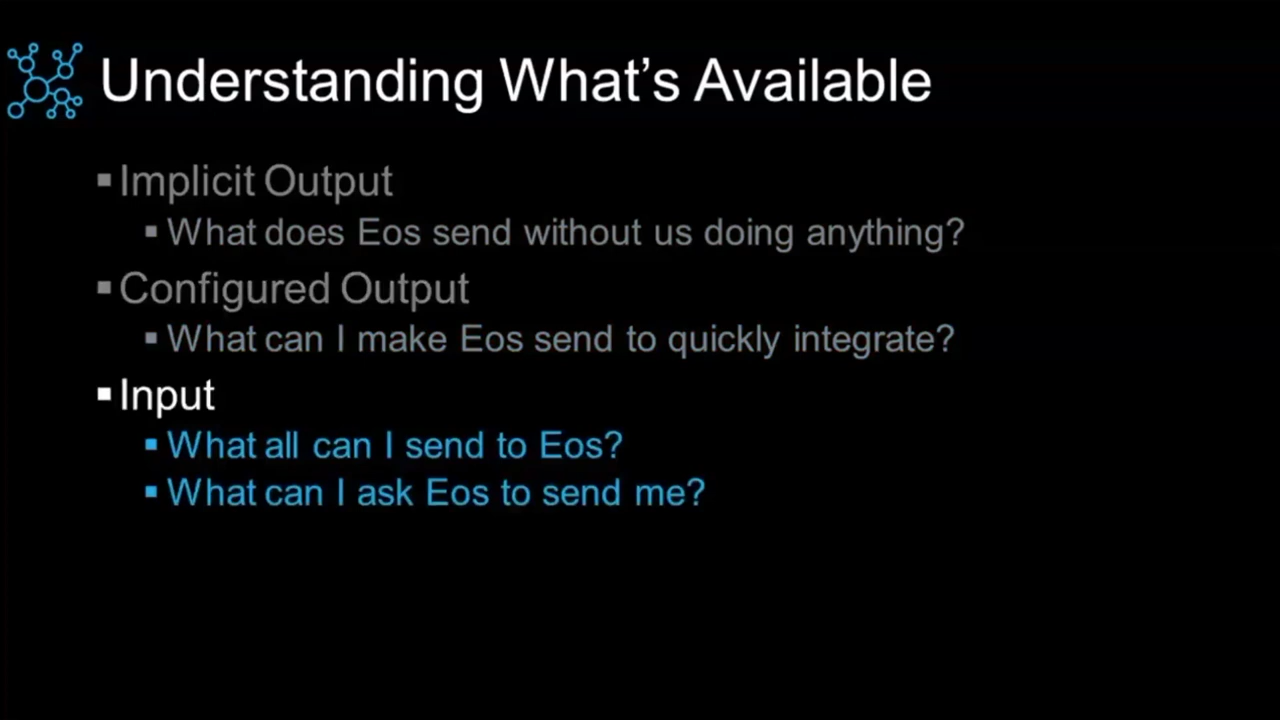 Understanding What's Available
Implicit Output
What does Eos send without us doing anything?
Configured Output
What can I make Eos send to quickly integrate?
Input
What all can I send to Eos?
What can I ask Eos to send me?